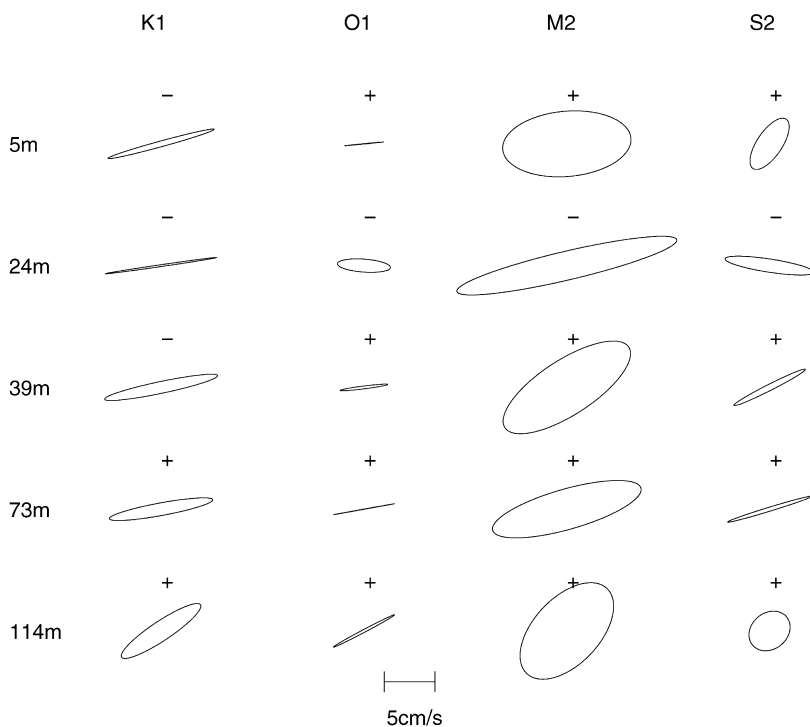 K1 O1 M2 S2
− + + +
5m
− − − −
24m
− + + +
39m
+ + + +
73m
+ + + +
114m
5cm/s